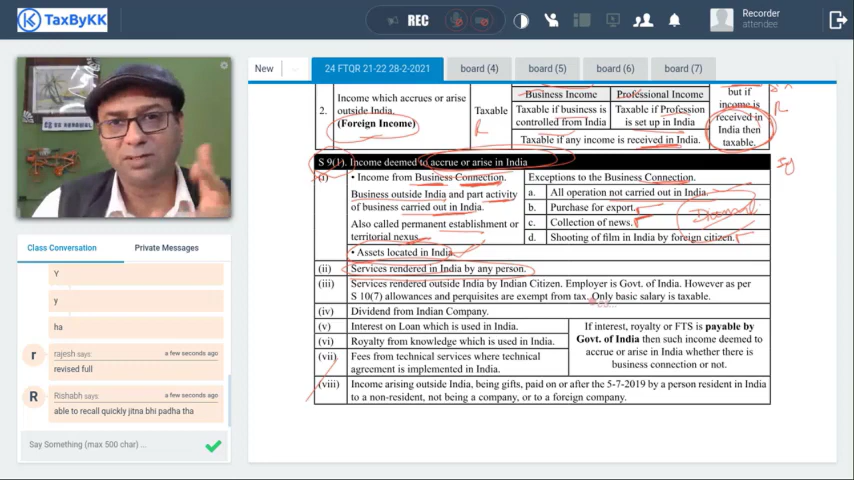 TaxByKK
REC
Recorder
attendee
New
24 FTQR 21-22 28-2-2021
board (4)
board (5)
board (6)
board (7)
2.
Income which accrues or arise
outside India.
(Foreign Income)
Taxable
R
Business Income
Professional Income
Taxable if business is
controlled from India
Taxable if Profession
is set up in India
Taxable if any income is received in India.
but if
income is
received in
India then
taxable.
R
S 9(1). Income deemed to accrue or arise in India
(i)
• Income from Business Connection.
Business outside India and part activity
of business carried out in India.
Also called permanent establishment or
territorial nexus.
• Assets located in India.
Exceptions to the Business Connection.
a. All operation not carried out in India.
b. Purchase for export.
c. Collection of news.
d. Shooting of film in India by foreign citizen.
(ii) Services rendered in India by any person.
(iii) Services rendered outside India by Indian Citizen. Employer is Govt. of India. However as per
S 10(7) allowances and perquisites are exempt from tax. Only basic salary is taxable.
(iv) Dividend from Indian Company.
(v) Interest on Loan which is used in India.
(vi) Royalty from knowledge which is used in India.
(vii) Fees from technical services where technical
agreement is implemented in India.
If interest, royalty or FTS is payable by
Govt. of India then such income deemed to
accrue or arise in India whether there is
business connection or not.
(viii) Income arising outside India, being gifts, paid on or after the 5-7-2019 by a person resident in India
to a non-resident, not being a company, or to a foreign company.
Class Conversation
Private Messages
Y
y
ha
r
rajesh says:
a few seconds ago
revised full
R
Rishabh says:
a few seconds ago
able to recall quickly jitna bhi padha tha
Say Something (max 500 char) ...